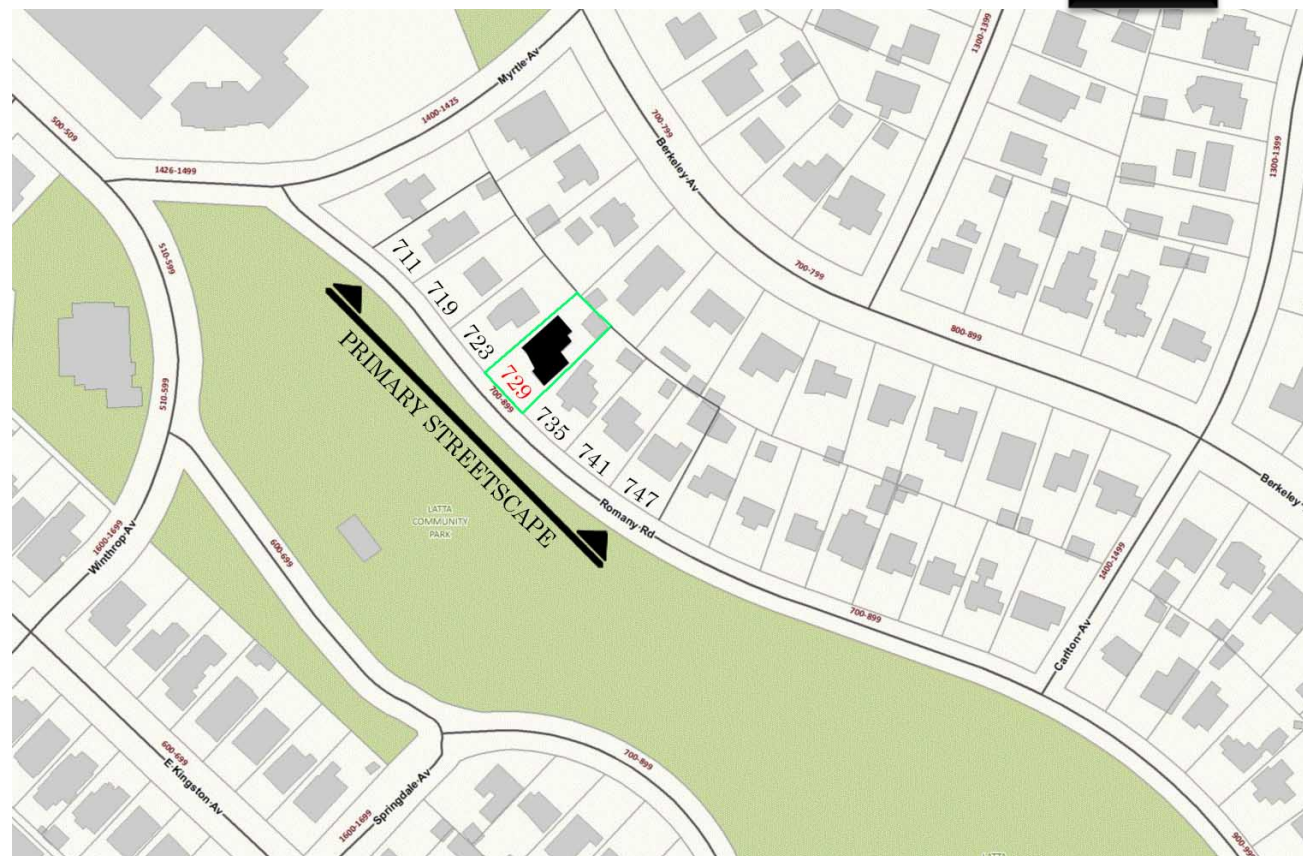 Myrtle Av
1300-1399
1400-1425
500-509
700-799
Berkeley Av
1426-1499
1300-1399
510-599
711
719
700-799
723
PRIMARY STREETSCAPE
800-899
729
700-899
510-599
735
741
747
Berkeley
Romany Rd
LATTA
COMMUNITY
PARK
1600-1699
Winthrop Av
600-699
1400-1499
700-899
Carlton Av
600-699
E Kingston Av
700-899
Springdale Av
1600-1699